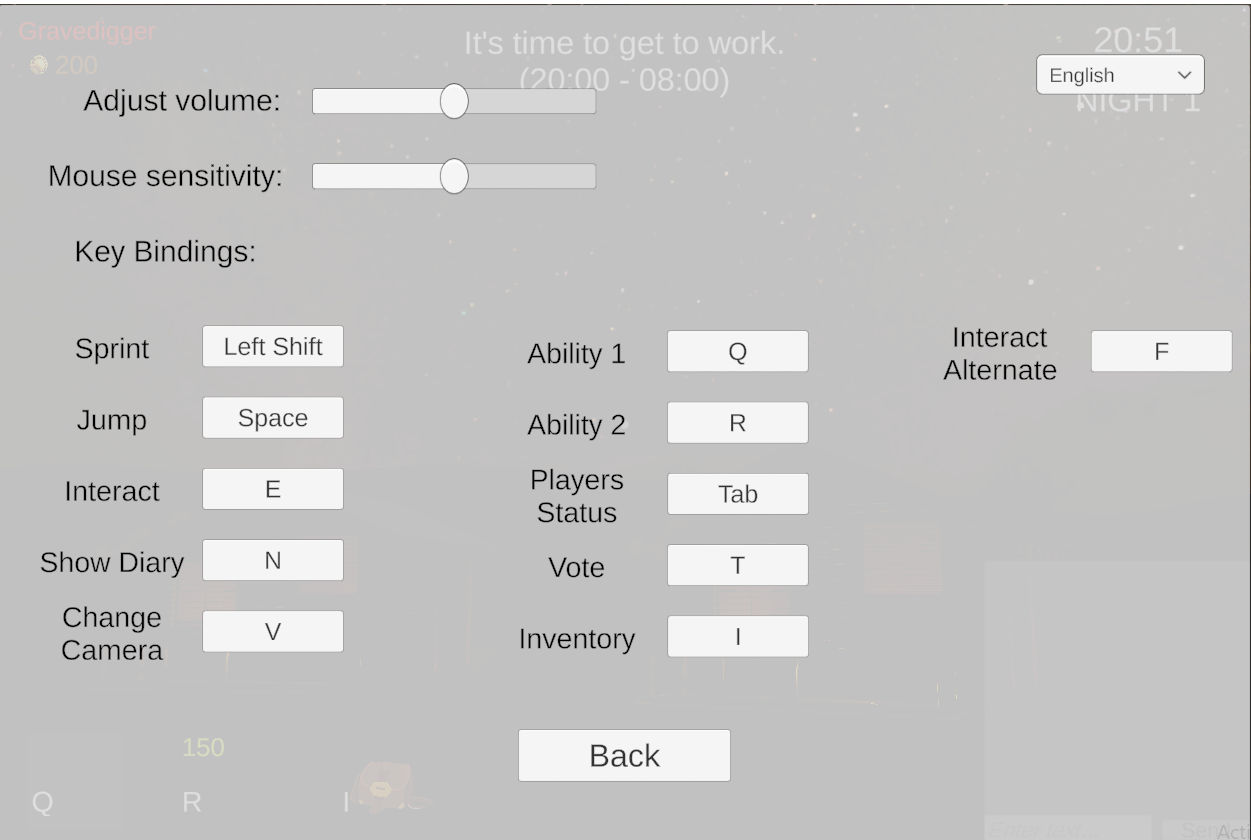 Gravedigger
200
It's time to get to work.
(20:00 - 08:00)
20:51
English
NIGHT 1
Adjust volume:
Mouse sensitivity:
Key Bindings:
Sprint
Left Shift
Jump
Space
Interact
E
Show Diary
N
Change
Camera
V
Ability 1
Q
Ability 2
R
Players
Status
Tab
Vote
T
Inventory
I
Interact
Alternate
F
Back
150
Q
R
I
Enter text...